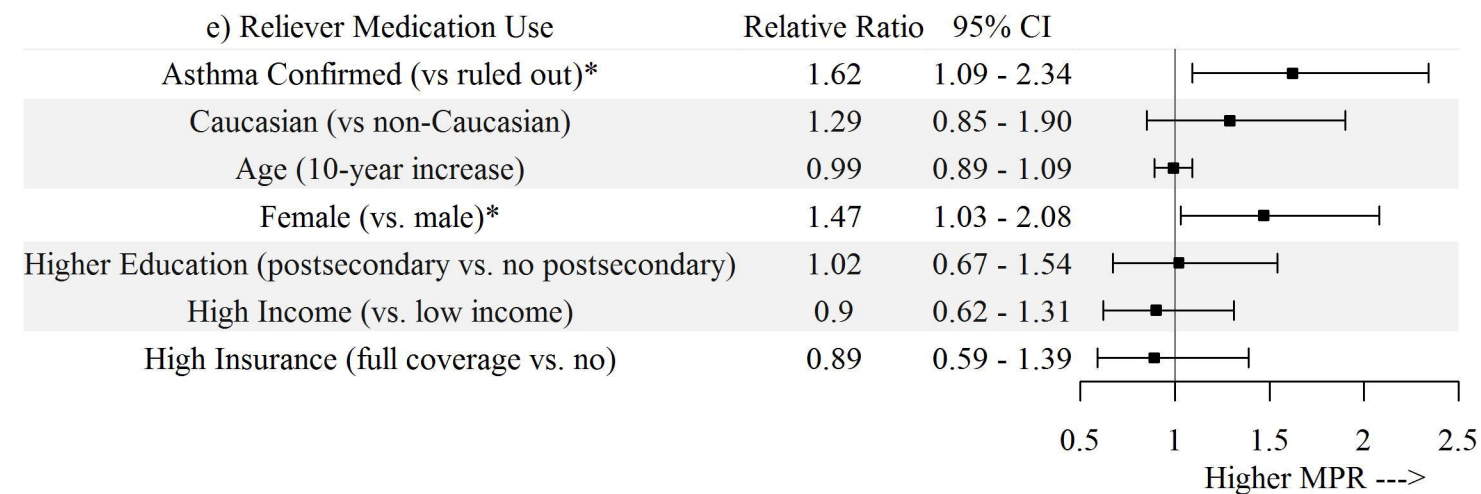 e) Reliever Medication Use Relative Ratio 95% CI
Asthma Confirmed (vs ruled out)* 1.62 1.09 - 2.34
Caucasian (vs non-Caucasian) 1.29 0.85 - 1.90
Age (10-year increase) 0.99 0.89 - 1.09
Female (vs. male)* 1.47 1.03 - 2.08
Higher Education (postsecondary vs. no postsecondary) 1.02 0.67 - 1.54
High Income (vs. low income) 0.9 0.62 - 1.31
High Insurance (full coverage vs. no) 0.89 0.59 - 1.39
0.5 1 1.5 2 2.5
Higher MPR --->